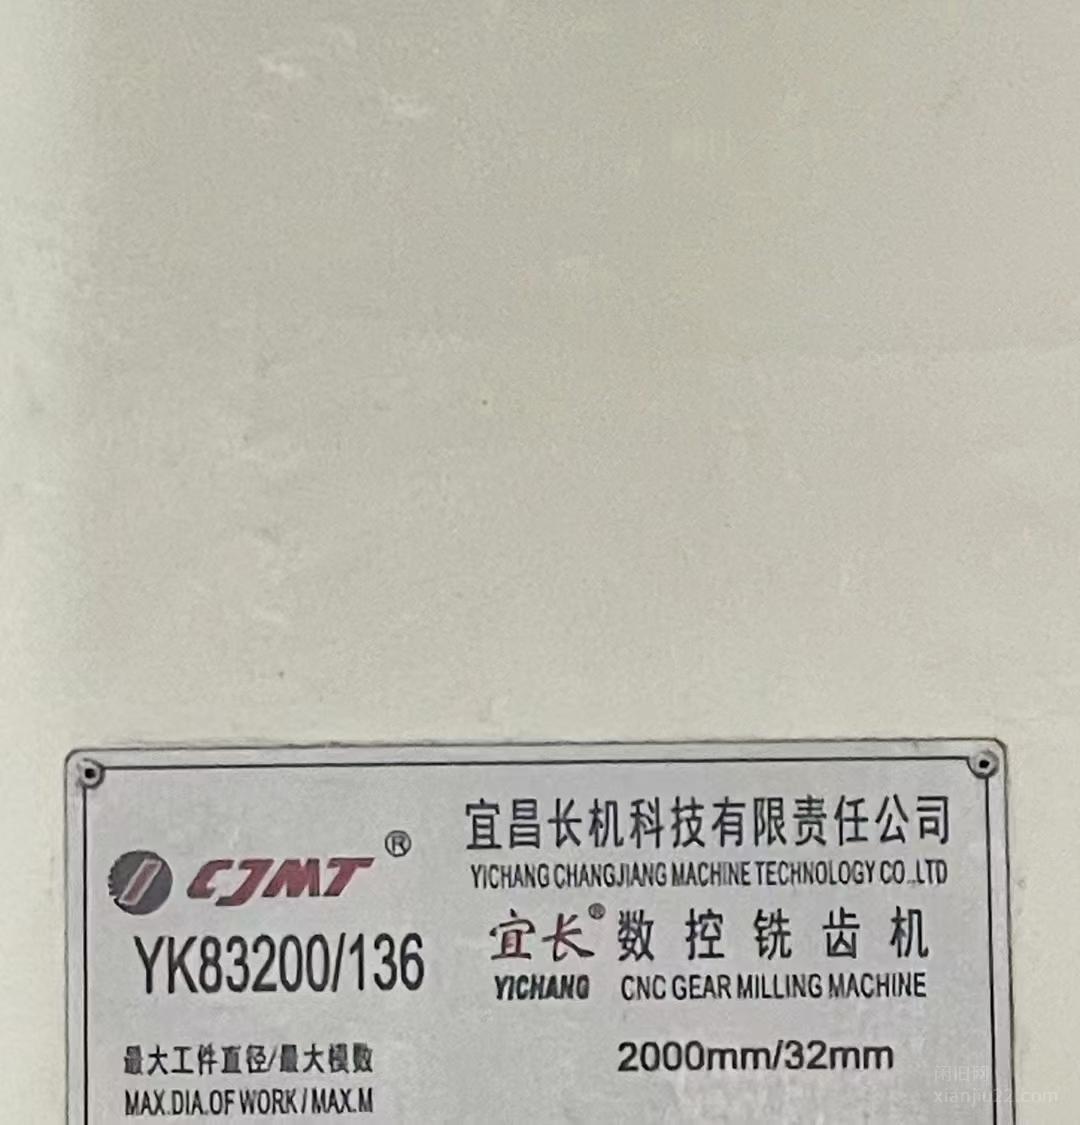 宜昌长机科技有限责任公司
YICHANG CHANGJIANG MACHINE TECHNOLOGY CO.,LTD
CJMT®
宜长® 数控铣齿机
YICHANG CNC GEAR MILLING MACHINE
YK83200/136
最大工件直径/最大模数 2000mm/32mm
MAX.DIA.OF WORK/MAX.M
闲旧网
xianjiu22.com